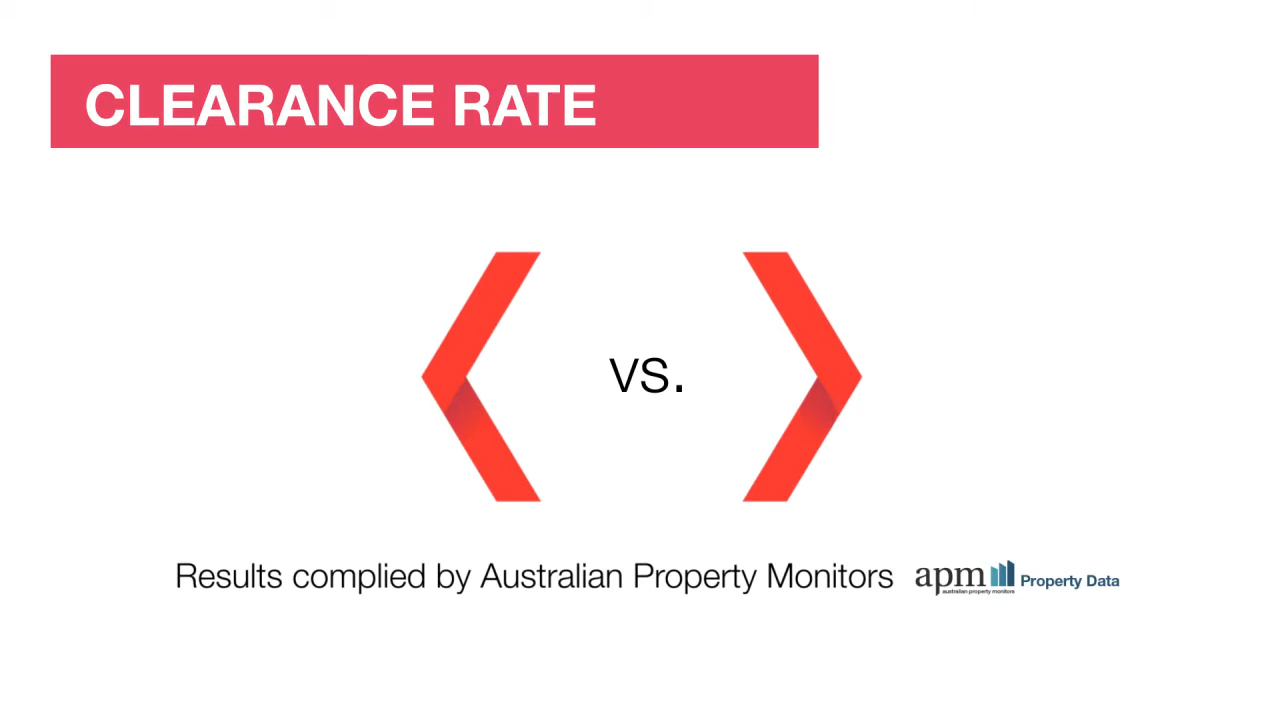 CLEARANCE RATE
vs.
Results complied by Australian Property Monitors
apm Property Data
australian property monitors